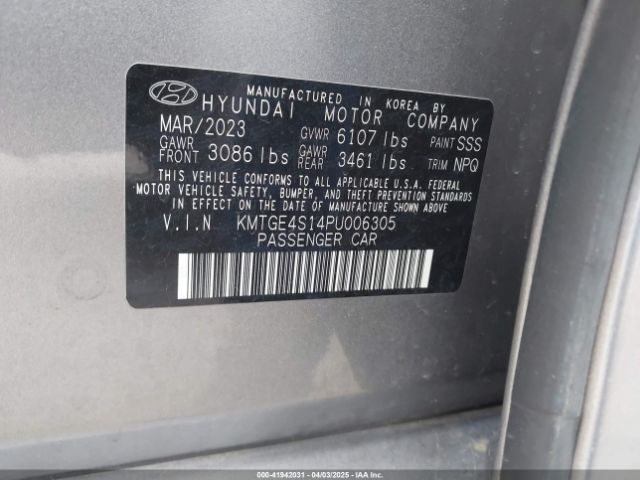 MANUFACTURED IN KOREA BY
HYUNDAI MOTOR COMPANY
MAR/2023 GVWR 6107 lbs PAINT SSS
GAWR FRONT 3086 lbs GAWR REAR 3461 lbs TRIM NPQ
THIS VEHICLE CONFORMS TO ALL APPLICABLE U.S.A. FEDERAL
MOTOR VEHICLE SAFETY, BUMPER, AND THEFT PREVENTION STANDARDS
IN EFFECT ON THE DATE OF MANUFACTURE SHOWN ABOVE.
V.I.N KMTGE4S14PU006305
PASSENGER CAR
000-41942031 - 04/03/2025 - IAAI.COM